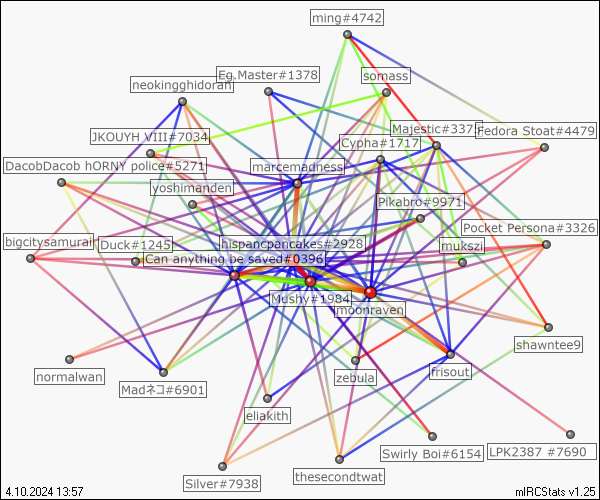 ming#4742
Eg.Master#1378
somass
neokingghidorah
JKOUYH VIII#7034
Majestic#3377
Fedora Stoat#4479
Cypha#1717
DacobDacob hORNY police#5271
marcemadness
yoshimanden
Pikabro#9971
Pocket Persona#3326
bigcitysamurai
Duck#1245
hispancpancakes#2928
mukszi
Can anything be saved#0396
Mushy#1984
moonraven
shawntee9
normalwan
Madネコ#6901
zebula
frisout
eliakith
Swirly Boi#6154
LPK2387 #7690
Silver#7938
thesecondtwat
4.10.2024 13:57
mIRCStats v1.25